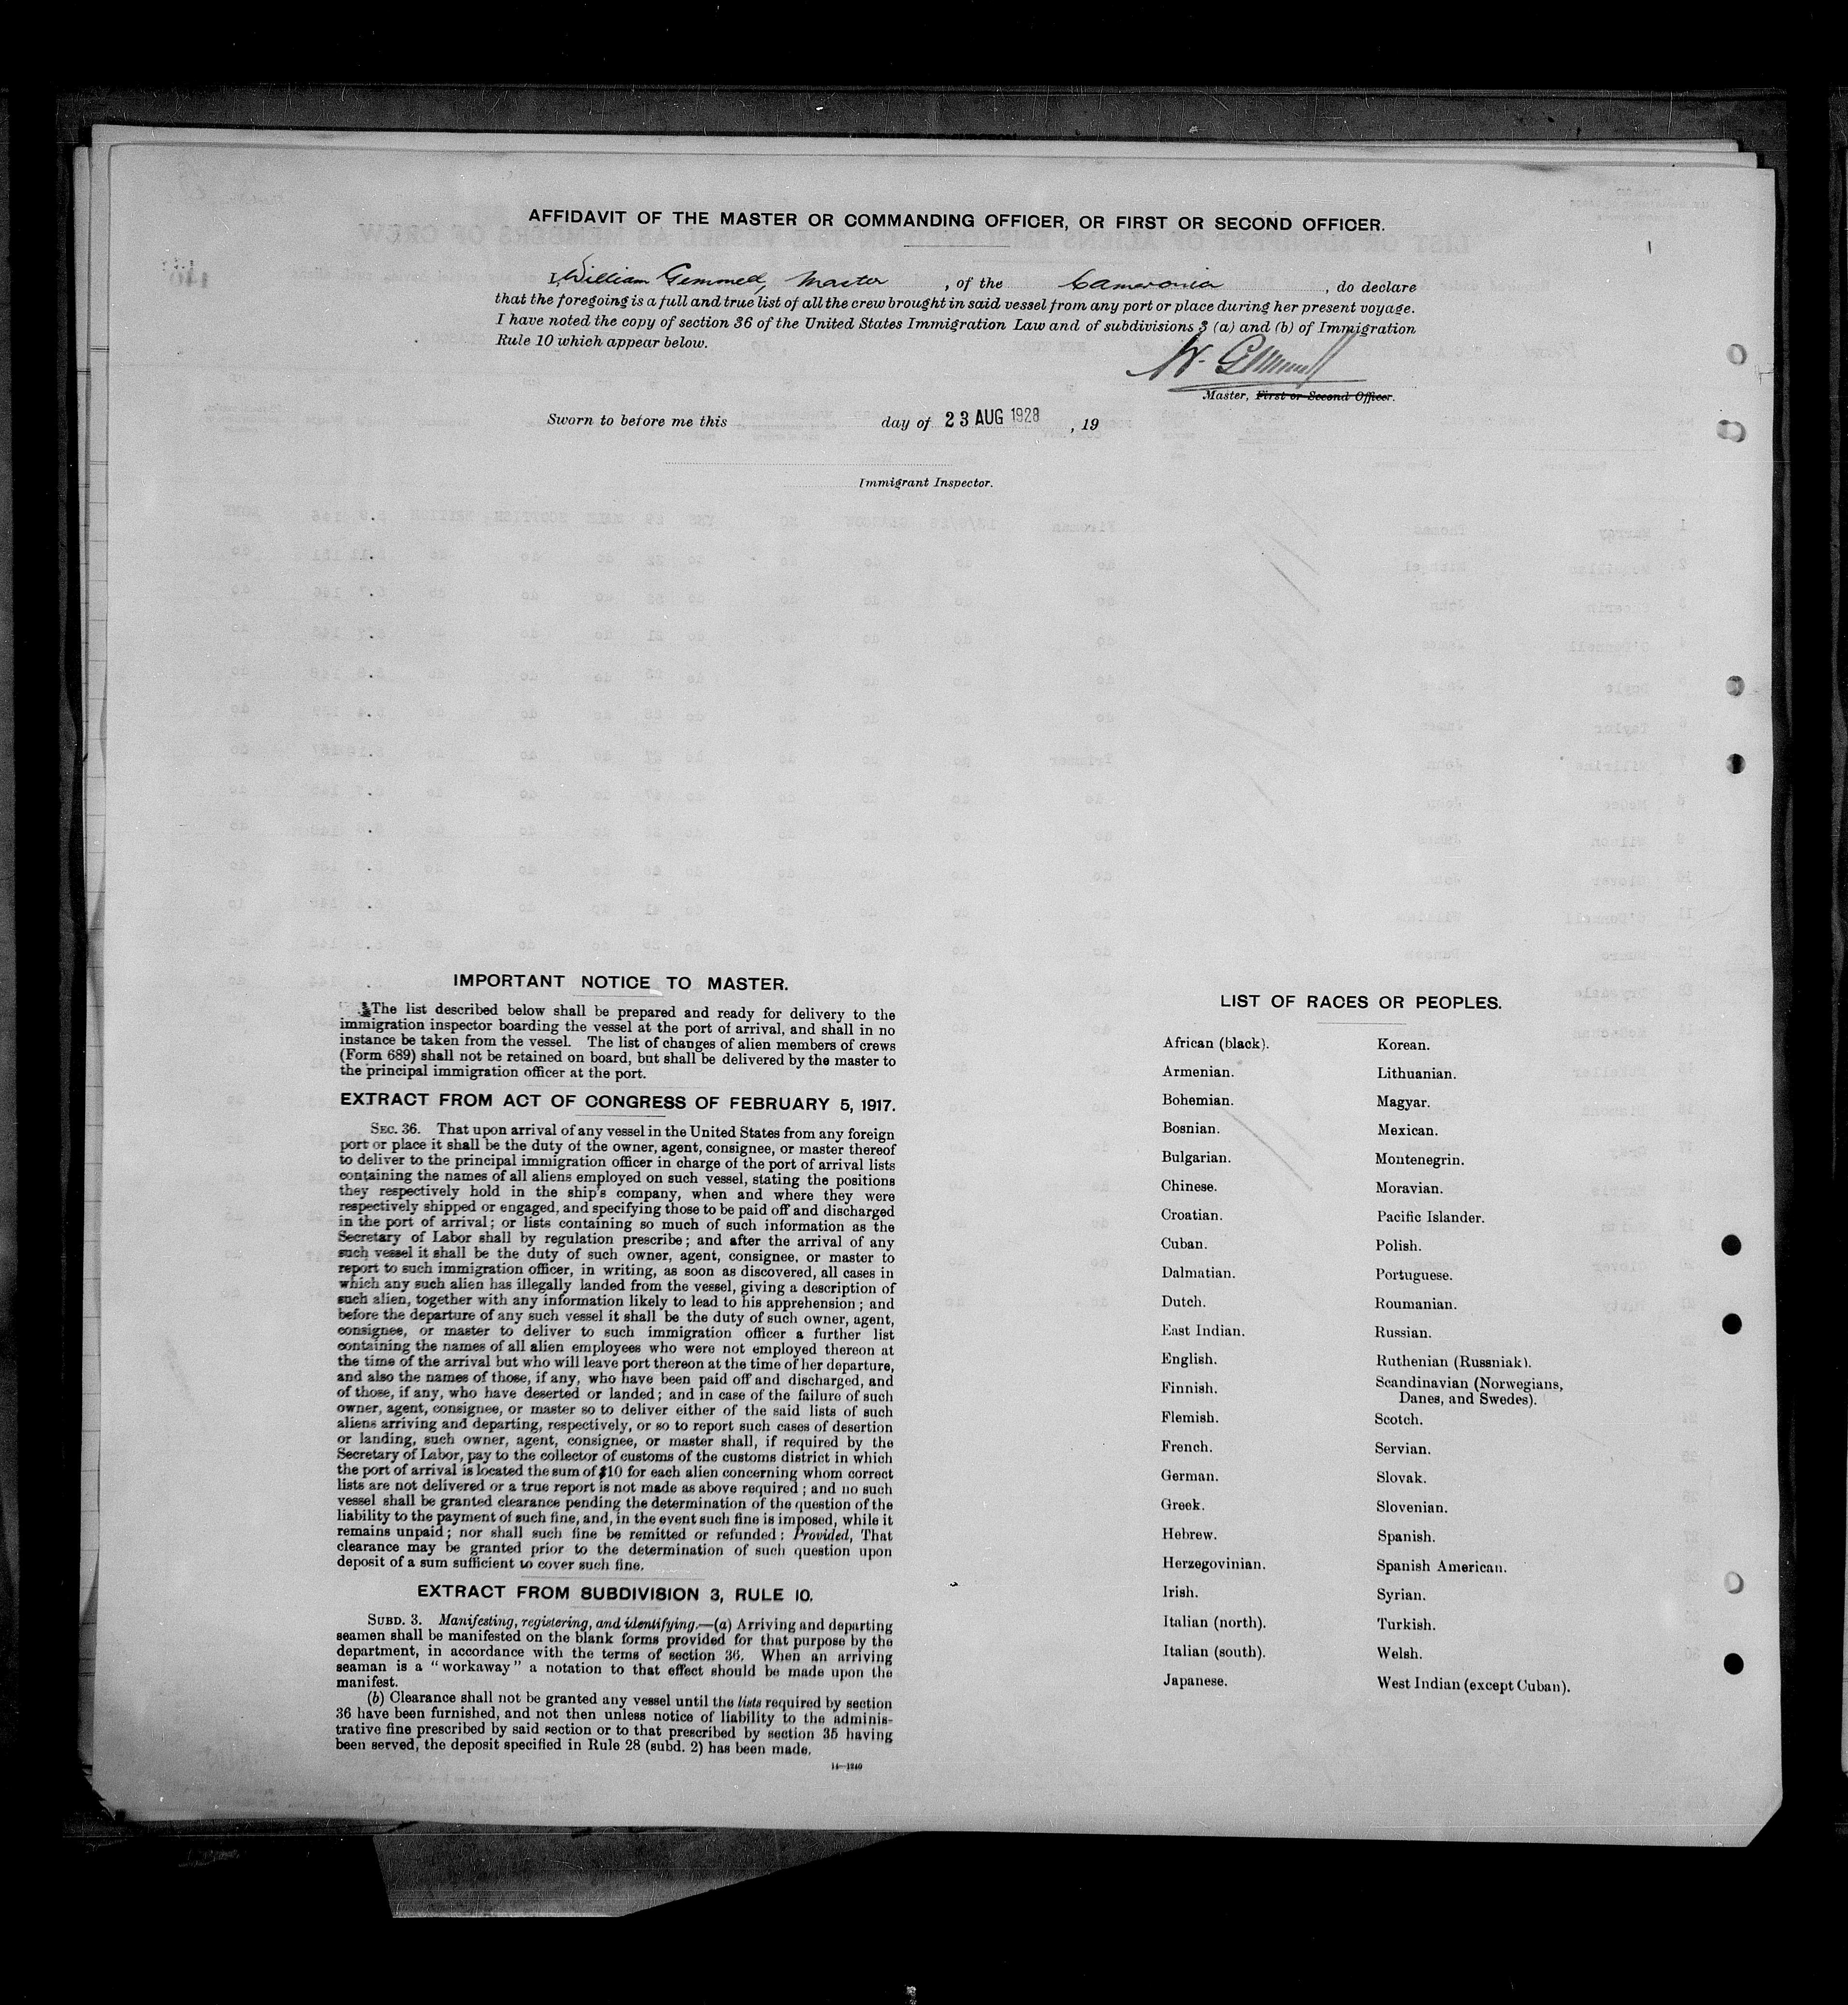 AFFIDAVIT OF THE MASTER OR COMMANDING OFFICER, OR FIRST OR SECOND OFFICER.
I, William Gemmell, Master, of the Cameronia, do declare
that the foregoing is a full and true list of all the crew brought in said vessel from any port or place during her present voyage.
I have noted the copy of section 36 of the United States Immigration Law and of subdivisions 3 (a) and (b) of Immigration
Rule 10 which appear below.
W. Gemmell
Master, First or Second Officer.
Sworn to before me this day of 23 AUG 1928, 19
Immigrant Inspector.
IMPORTANT NOTICE TO MASTER.
The list described below shall be prepared and ready for delivery to the
immigration inspector boarding the vessel at the port of arrival, and shall in no
instance be taken from the vessel. The list of changes of alien members of crews
(Form 689) shall not be retained on board, but shall be delivered by the master to
the principal immigration officer at the port.
EXTRACT FROM ACT OF CONGRESS OF FEBRUARY 5, 1917.
SEC. 36. That upon arrival of any vessel in the United States from any foreign
port or place it shall be the duty of the owner, agent, consignee, or master thereof
to deliver to the principal immigration officer in charge of the port of arrival lists
containing the names of all aliens employed on such vessel, stating the positions
they respectively hold in the ship's company, when and where they were
respectively shipped or engaged, and specifying those to be paid off and discharged
in the port of arrival; or lists containing so much of such information as the
Secretary of Labor shall by regulation prescribe; and after the arrival of any
such vessel it shall be the duty of such owner, agent, consignee, or master to
report to such immigration officer, in writing, as soon as discovered, all cases in
which any such alien has illegally landed from the vessel, giving a description of
such alien, together with any information likely to lead to his apprehension; and
before the departure of any such vessel it shall be the duty of such owner, agent,
consignee, or master to deliver to such immigration officer a further list
containing the names of all alien employees who were not employed thereon at
the time of the arrival but who will leave port thereon at the time of her departure,
and also the names of those, if any, who have been paid off and discharged, and
of those, if any, who have deserted or landed; and in case of the failure of such
owner, agent, consignee, or master so to deliver either of the said lists of such
aliens arriving and departing, respectively, or so to report such cases of desertion
or landing, such owner, agent, consignee, or master shall, if required by the
Secretary of Labor, pay to the collector of customs of the customs district in which
the port of arrival is located the sum of $10 for each alien concerning whom correct
lists are not delivered or a true report is not made as above required; and no such
vessel shall be granted clearance pending the determination of the question of the
liability to the payment of such fine, and, in the event such fine is imposed, while it
remains unpaid; nor shall such fine be remitted or refunded: Provided, That
clearance may be granted prior to the determination of such question upon
deposit of a sum sufficient to cover such fine.
EXTRACT FROM SUBDIVISION 3, RULE 10.
SUBD. 3. Manifesting, registering, and identifying.—(a) Arriving and departing
seamen shall be manifested on the blank forms provided for that purpose by the
department, in accordance with the terms of section 36. When an arriving
seaman is a "workaway" a notation to that effect should be made upon the
manifest.
(b) Clearance shall not be granted any vessel until the lists required by section
36 have been furnished, and not then unless notice of liability to the adminis-
trative fine prescribed by said section or to that prescribed by section 35 having
been served, the deposit specified in Rule 28 (subd. 2) has been made.
14—1240
LIST OF RACES OR PEOPLES.
African (black).
Armenian.
Bohemian.
Bosnian.
Bulgarian.
Chinese.
Croatian.
Cuban.
Dalmatian.
Dutch.
East Indian.
English.
Finnish.
Flemish.
French.
German.
Greek.
Hebrew.
Herzegovinian.
Irish.
Italian (north).
Italian (south).
Japanese.
Korean.
Lithuanian.
Magyar.
Mexican.
Montenegrin.
Moravian.
Pacific Islander.
Polish.
Portuguese.
Roumanian.
Russian.
Ruthenian (Russniak).
Scandinavian (Norwegians,
Danes, and Swedes).
Scotch.
Servian.
Slovak.
Slovenian.
Spanish.
Spanish American.
Syrian.
Turkish.
Welsh.
West Indian (except Cuban).